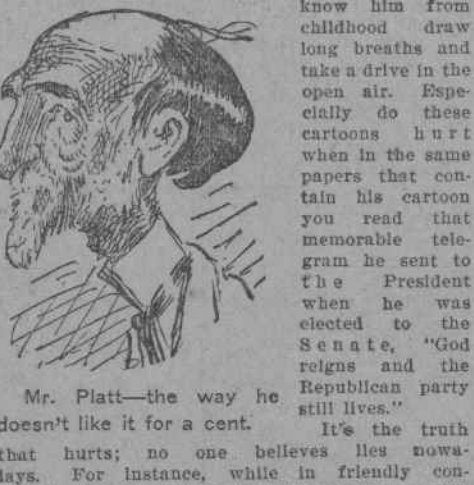 know him from
childhood draw
long breaths and
take a drive in the
open air. Espe-
cially do these
cartoons hurt
when in the same
papers that con-
tain his cartoon
you read that
memorable tele-
gram he sent to
the President
when he was
elected to the
Senate, "God
reigns and the
Republican party
still lives."
Mr. Platt—the way he
doesn't like it for a cent.
It's the truth
that hurts; no one believes lies nowa-
days. For instance, while in friendly con-